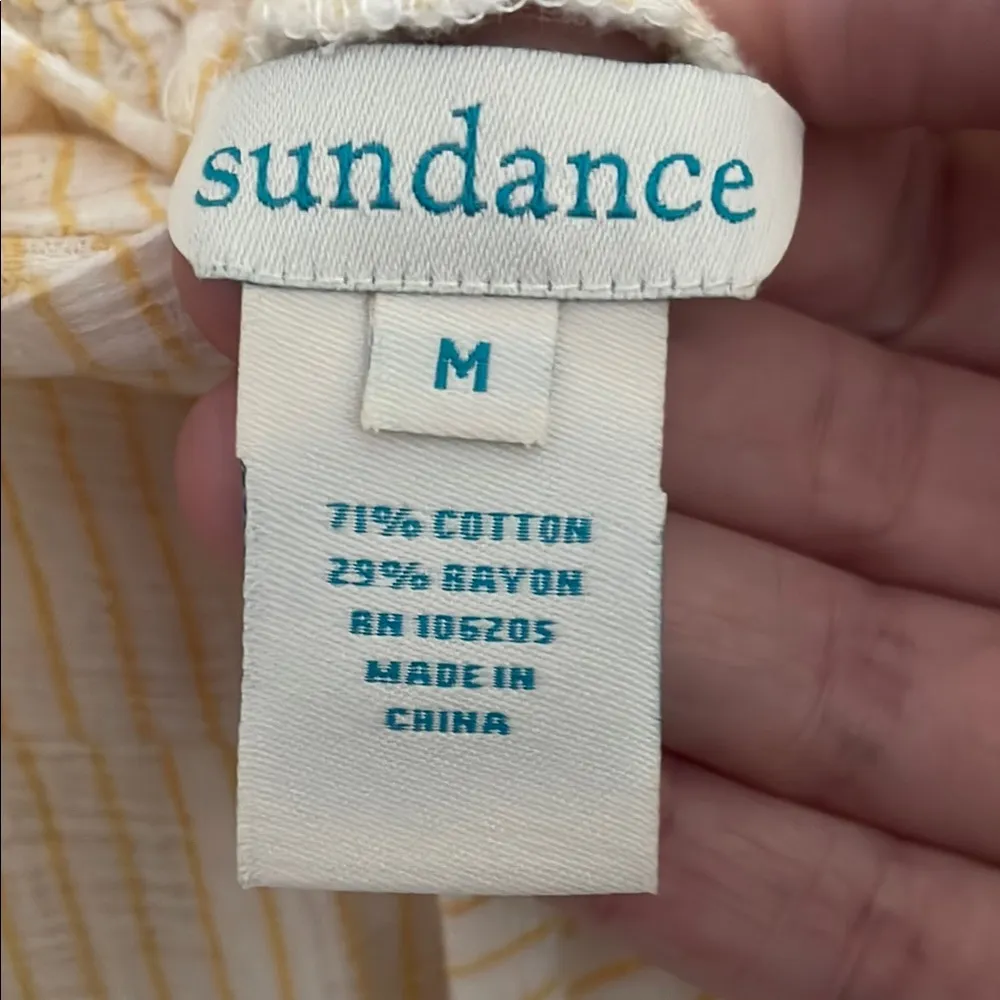 sundance
M
71% COTTON
29% RAYON
RN 106205
MADE IN
CHINA